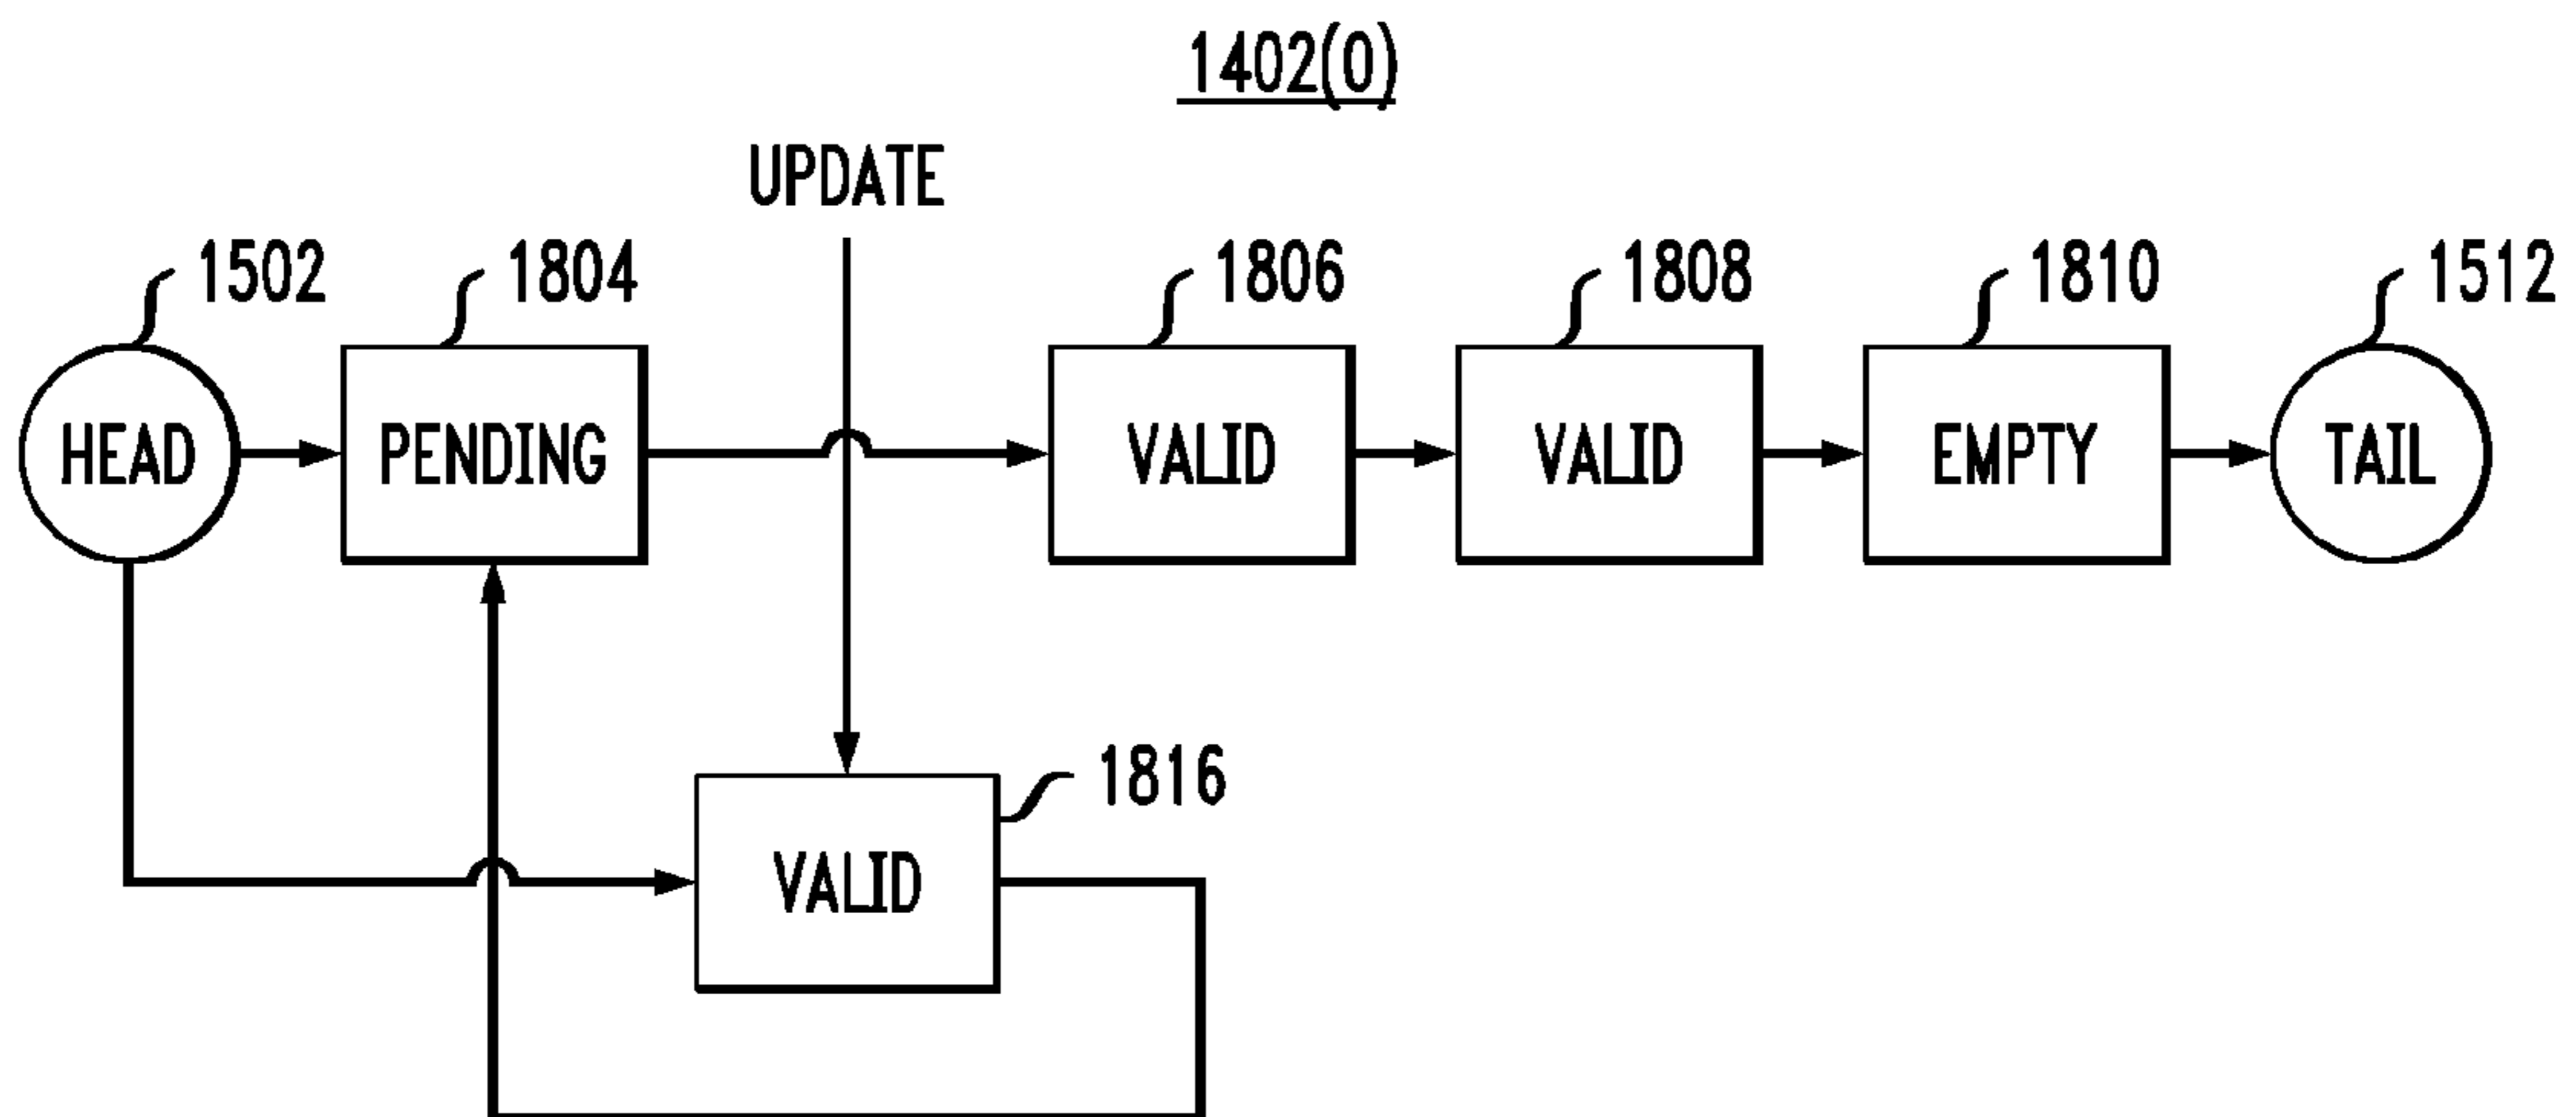 1402(0)
UPDATE
1502
1804
1806
1808
1810
1512
HEAD
PENDING
VALID
VALID
EMPTY
TAIL
1816
VALID